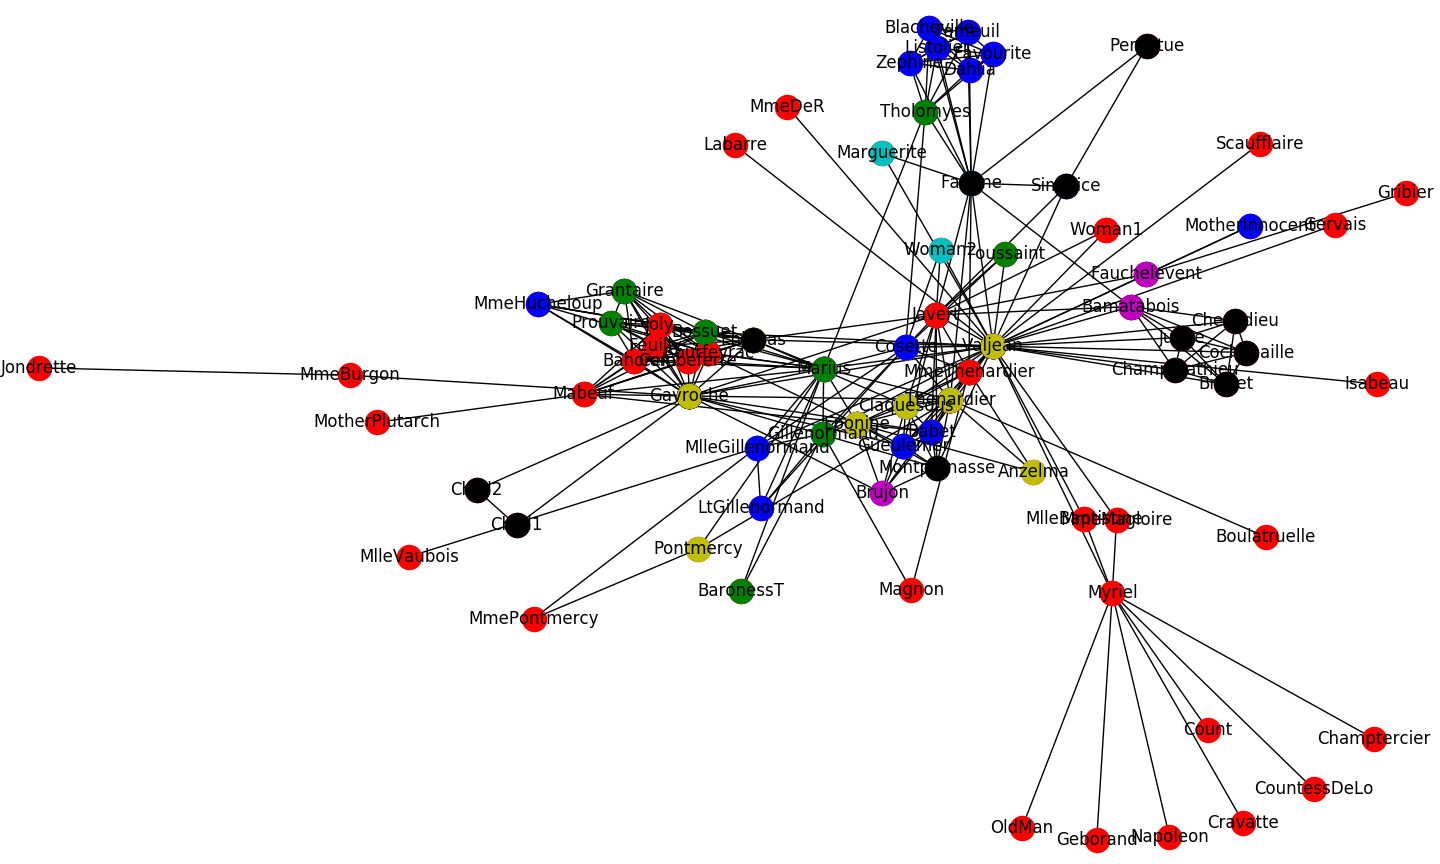 Blacheville
Fameuil
Listolier
Favourite
Zephine
Dahlia
Perpetue
MmeDeR
Tholomyes
Labarre
Marguerite
Scaufflaire
Fantine
Simplice
Gribier
Woman1
MotherInnocent
Gervais
Woman2
Toussaint
Fauchelevent
Grantaire
MmeHucheloup
Bamatabois
Javert
Prouvaire
Joly
Bossuet
Chenildieu
Enjolras
Judge
Feuilly
Cosette
Valjean
Courfeyrac
Cochepaille
Bahorel
Combeferre
Jondrette
MmeBurgon
Marius
MmeThenardier
Champmathieu
Brevet
Isabeau
Mabeuf
Gavroche
Thenardier
Claquesous
MotherPlutarch
Eponine
Gillenormand
Babet
MlleGillenormand
Gueulemer
Montparnasse
Anzelma
Child2
Brujon
LtGillenormand
MlleBaptistine
MmeMagloire
Child1
Boulatruelle
Pontmercy
MlleVaubois
BaronessT
Magnon
Myriel
MmePontmercy
Count
Champtercier
CountessDeLo
OldMan
Cravatte
Geborand
Napoleon